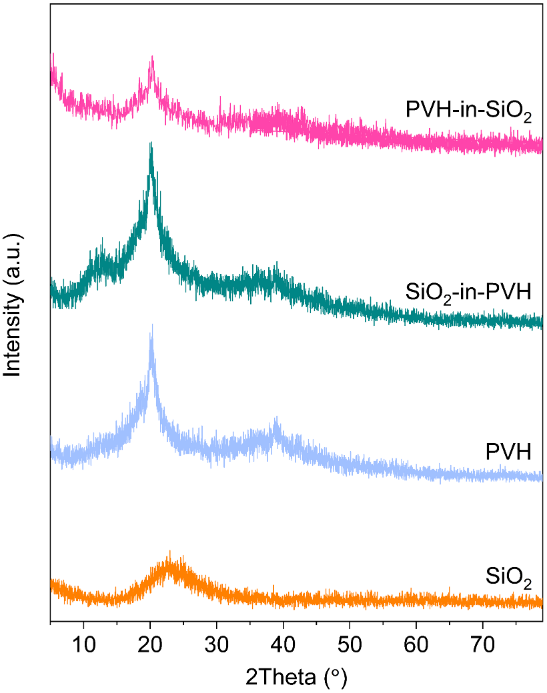 PVH-in-SiO₂
SiO₂-in-PVH
PVH
SiO₂
Intensity (a.u.)
10 20 30 40 50 60 70
2Theta (°)